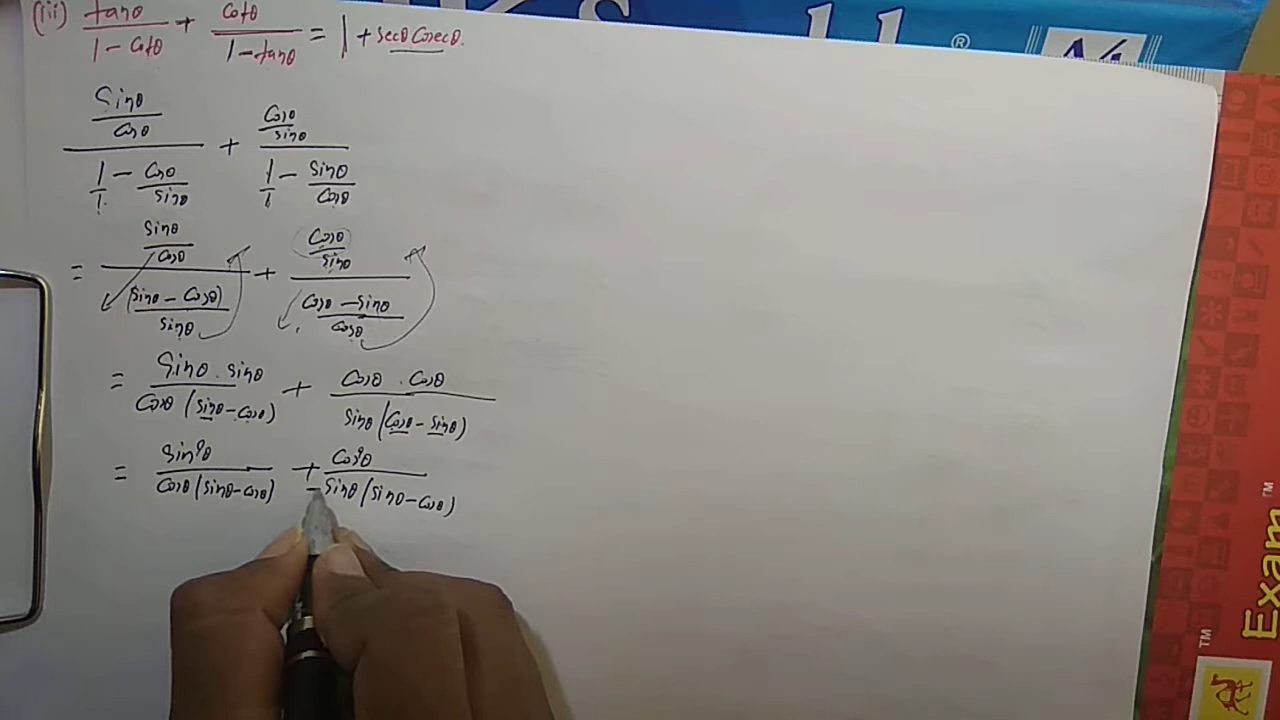 (iii) tanθ/1-cotθ + cotθ/1-tanθ = 1 + secθ cosecθ.
sinθ/cosθ / 1/1 - cosθ/sinθ + cosθ/sinθ / 1/1 - sinθ/cosθ
= sinθ/cosθ / (sinθ - cosθ)/sinθ + cosθ/sinθ / cosθ - sinθ/cosθ
= sinθ . sinθ / cosθ (sinθ - cosθ) + cosθ . cosθ / sinθ (cosθ - sinθ)
= sin²θ / cosθ (sinθ - cosθ) + cos²θ / - sinθ (sinθ - cosθ)
®
Exam™
TM